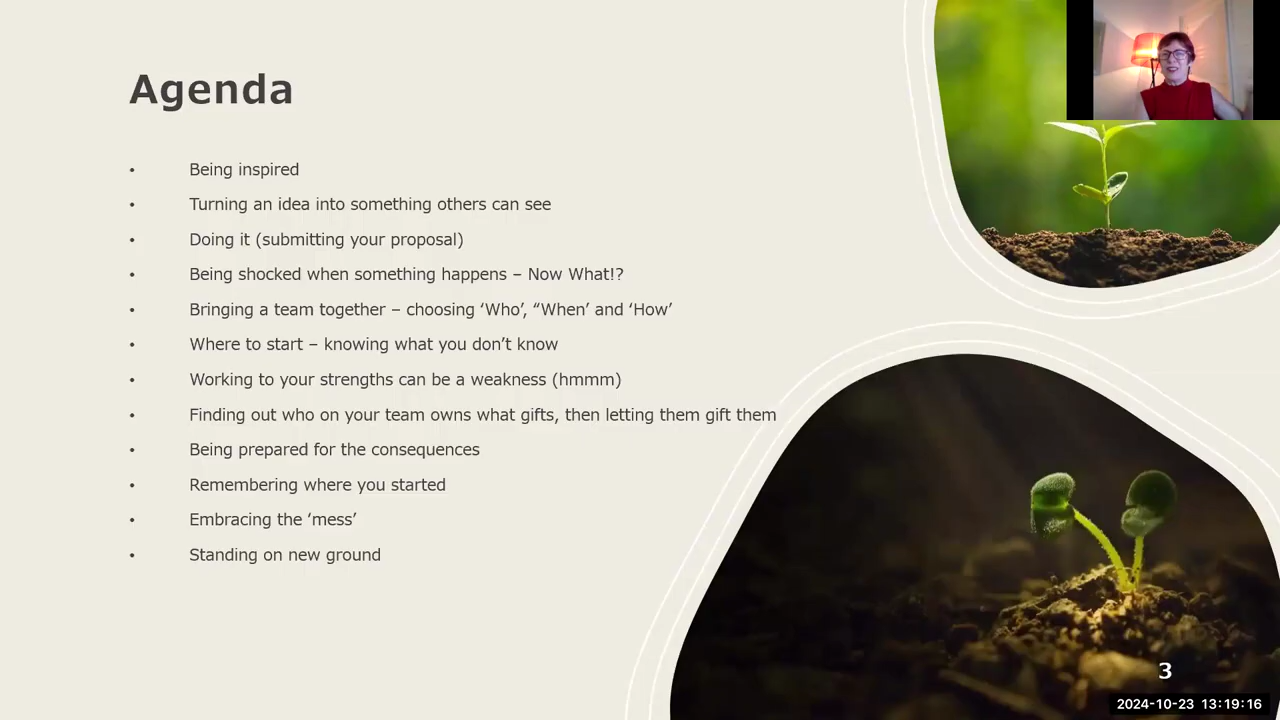 Agenda
• Being inspired
• Turning an idea into something others can see
• Doing it (submitting your proposal)
• Being shocked when something happens – Now What!?
• Bringing a team together – choosing ‘Who’, “When’ and ‘How’
• Where to start – knowing what you don’t know
• Working to your strengths can be a weakness (hmmm)
• Finding out who on your team owns what gifts, then letting them gift them
• Being prepared for the consequences
• Remembering where you started
• Embracing the ‘mess’
• Standing on new ground
3
2024-10-23 13:19:16